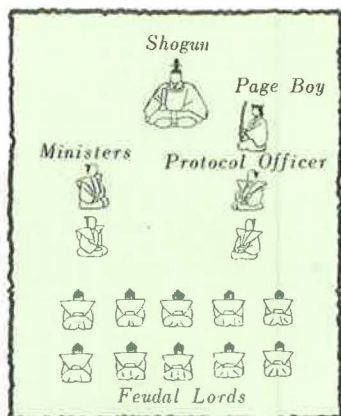 Shogun
Page Boy
Ministers
Protocol Officer
Feudal Lords